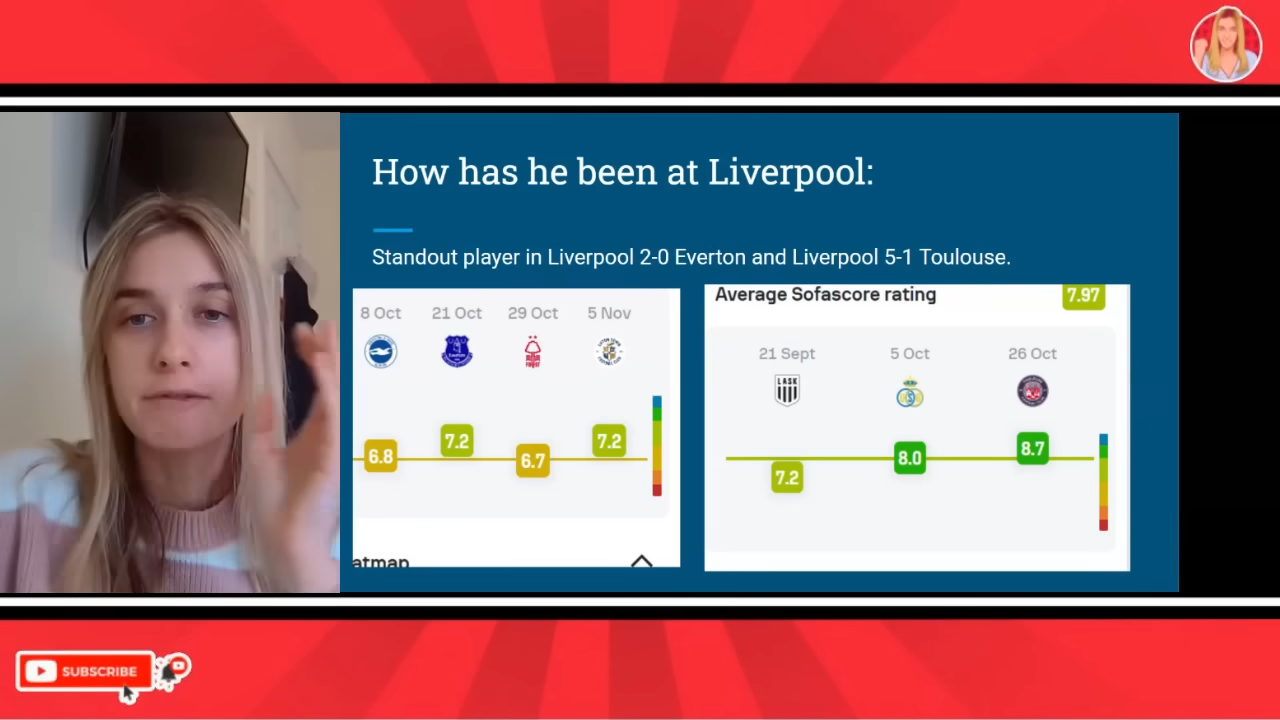 How has he been at Liverpool:
Standout player in Liverpool 2-0 Everton and Liverpool 5-1 Toulouse.
8 Oct 21 Oct 29 Oct 5 Nov
6.8 7.2 6.7 7.2
atmap
Average Sofascore rating 7.97
21 Sept 5 Oct 26 Oct
LASK
7.2 8.0 8.7
SUBSCRIBE